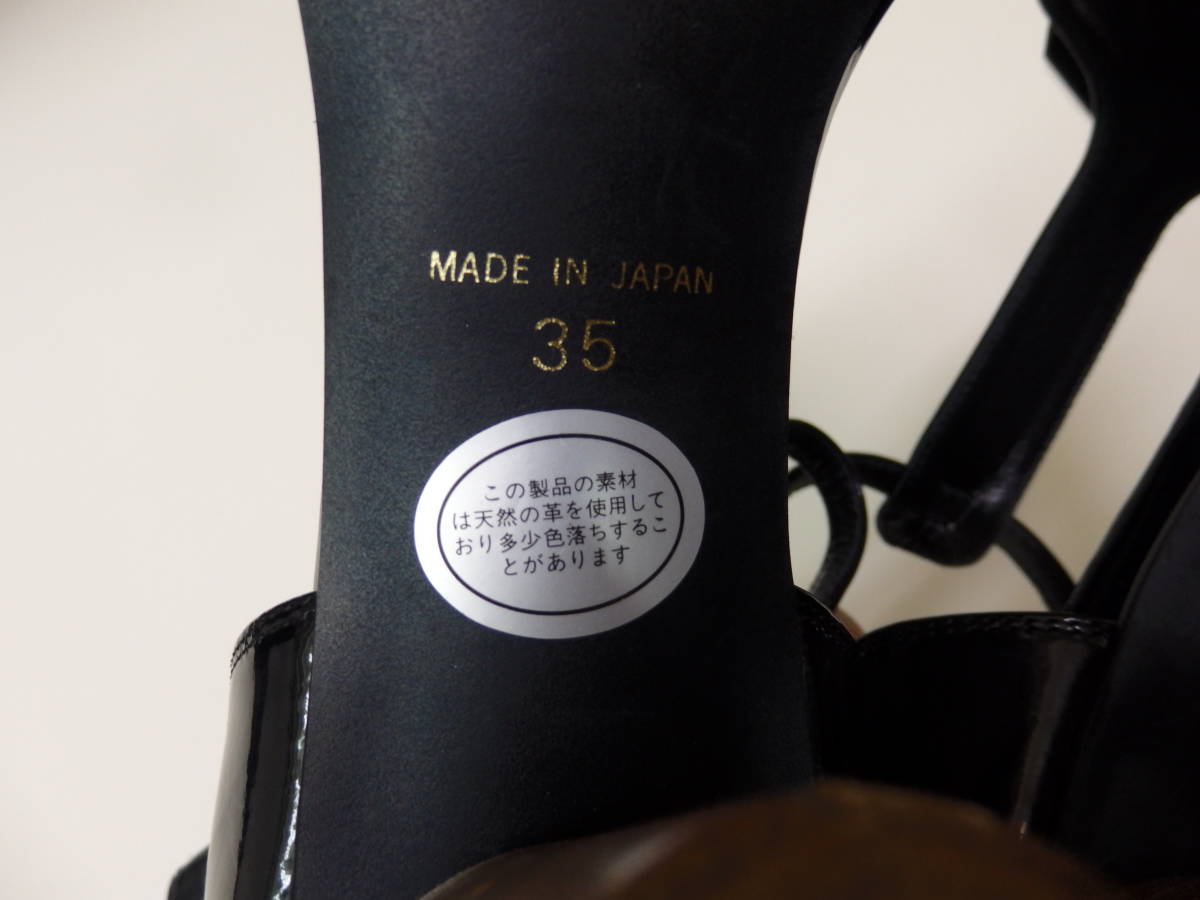 MADE IN JAPAN
35
この製品の素材
は天然の革を使用して
おり多少色落ちするこ
とがあります